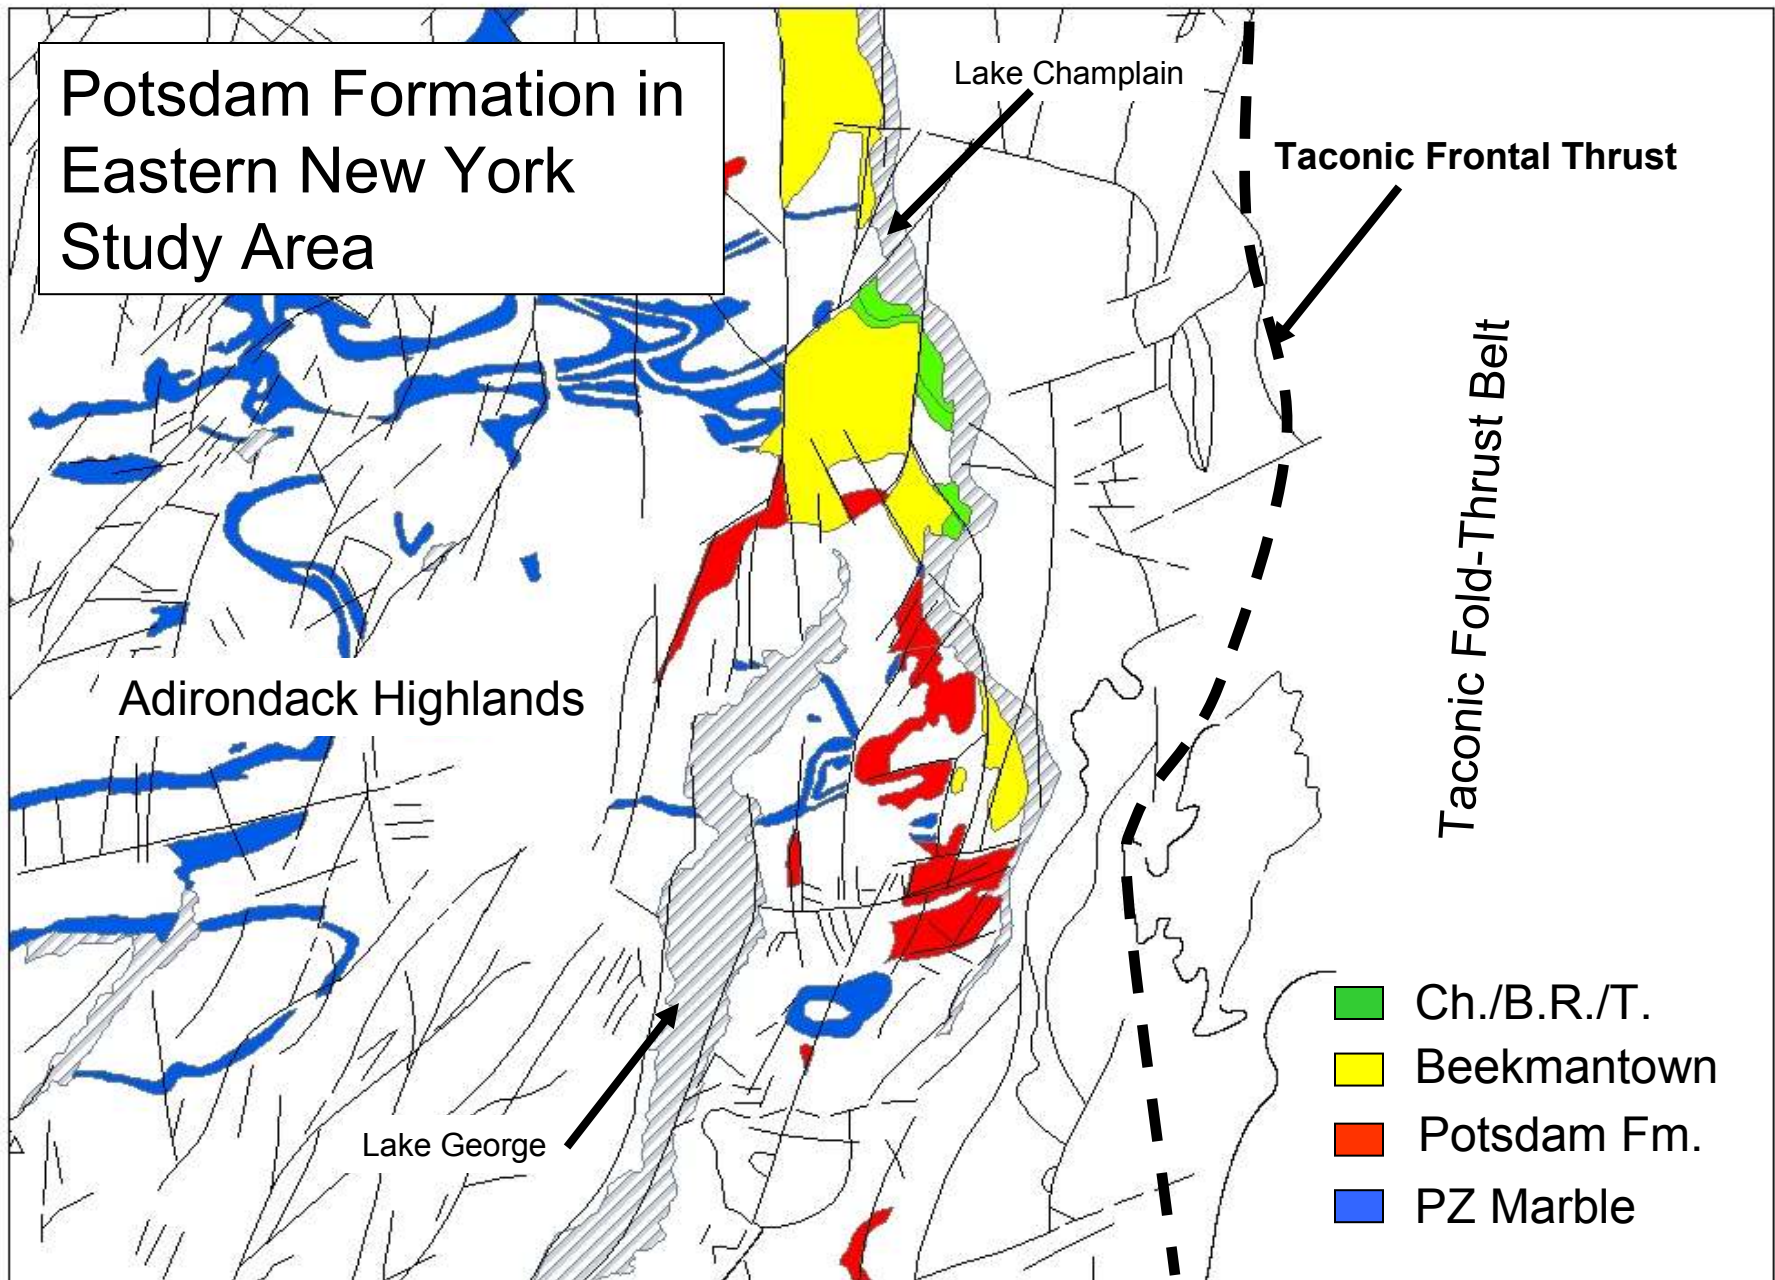 Potsdam Formation in
Eastern New York
Study Area
Lake Champlain
Taconic Frontal Thrust
Taconic Fold-Thrust Belt
Adirondack Highlands
Lake George
Ch./B.R./T.
Beekmantown
Potsdam Fm.
PZ Marble